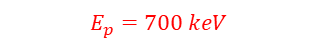 E_p = 700 keV